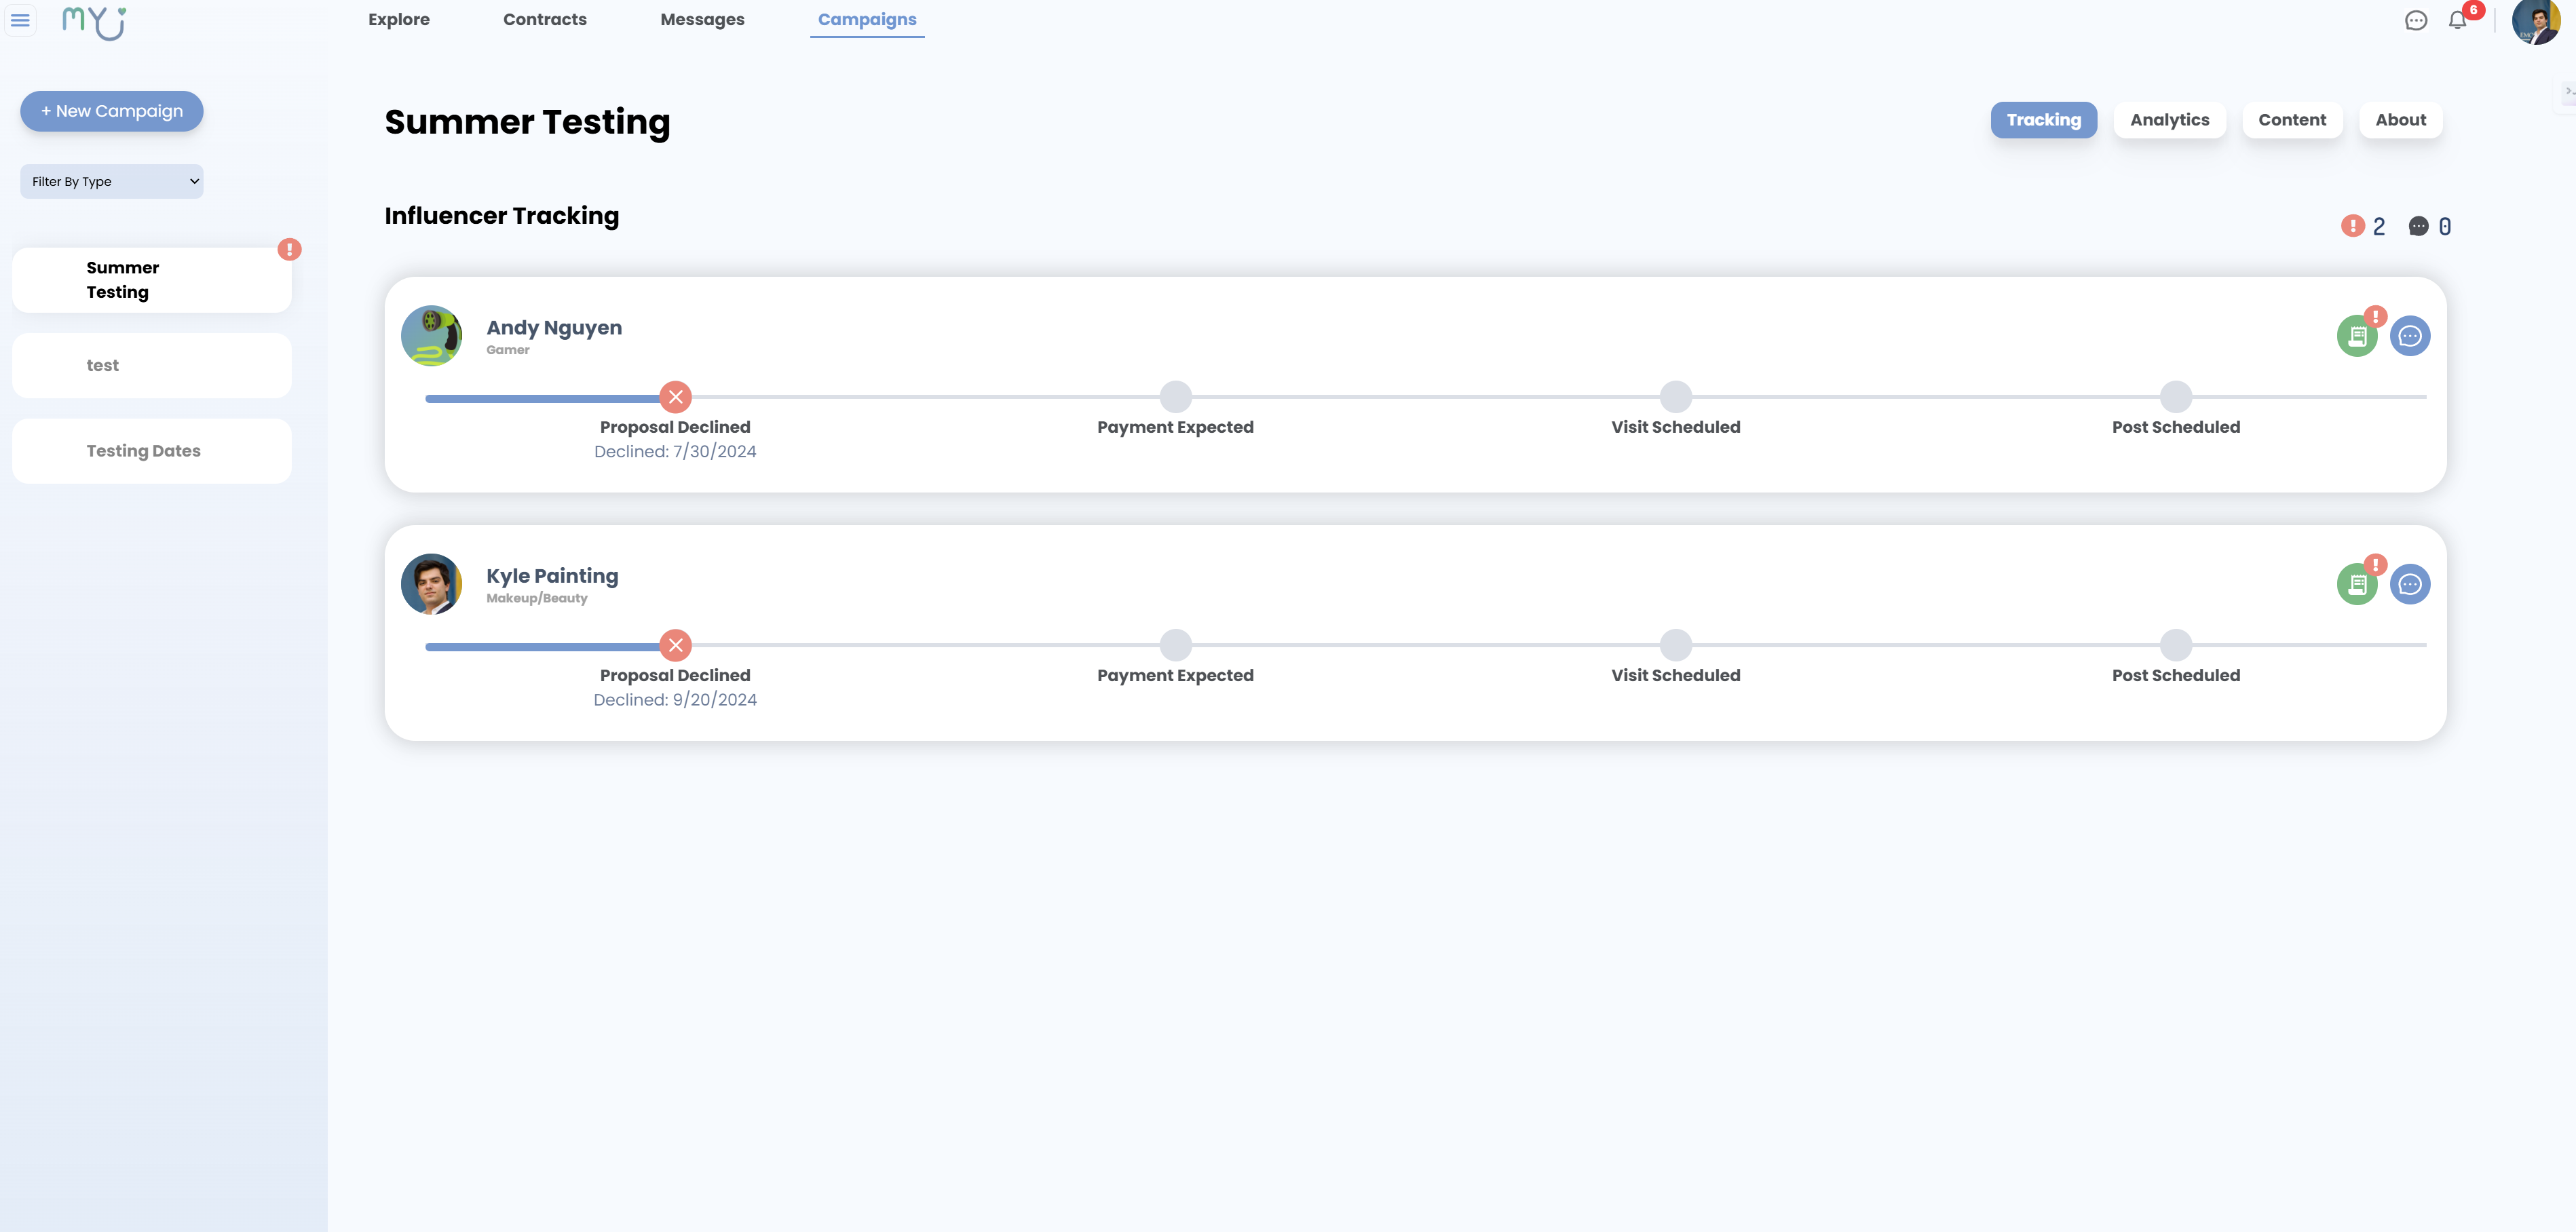 MYU
Explore
Contracts
Messages
Campaigns
6
+ New Campaign
Filter By Type
Summer
Testing
test
Testing Dates
Summer Testing
Tracking
Analytics
Content
About
Influencer Tracking
2
0
Andy Nguyen
Gamer
Proposal Declined
Declined: 7/30/2024
Payment Expected
Visit Scheduled
Post Scheduled
Kyle Painting
Makeup/Beauty
Proposal Declined
Declined: 9/20/2024
Payment Expected
Visit Scheduled
Post Scheduled